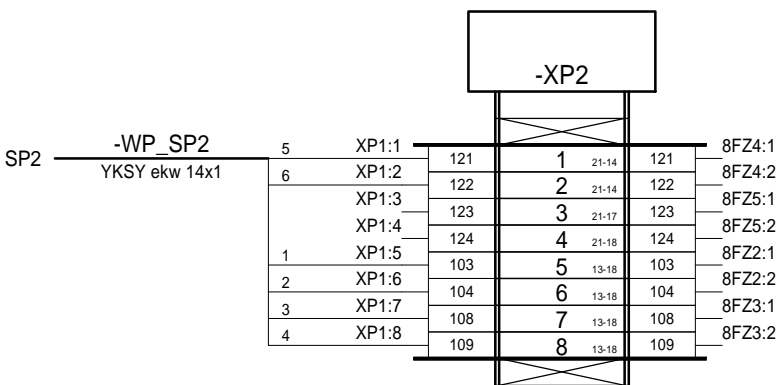 -XP2
-WP_SP2
SP2
YKSY ekw 14x1
5 XP1:1 121 1 21-14 121 8FZ4:1
6 XP1:2 122 2 21-14 122 8FZ4:2
XP1:3 123 3 21-17 123 8FZ5:1
XP1:4 124 4 21-18 124 8FZ5:2
1 XP1:5 103 5 13-18 103 8FZ2:1
2 XP1:6 104 6 13-18 104 8FZ2:2
3 XP1:7 108 7 13-18 108 8FZ3:1
4 XP1:8 109 8 13-18 109 8FZ3:2